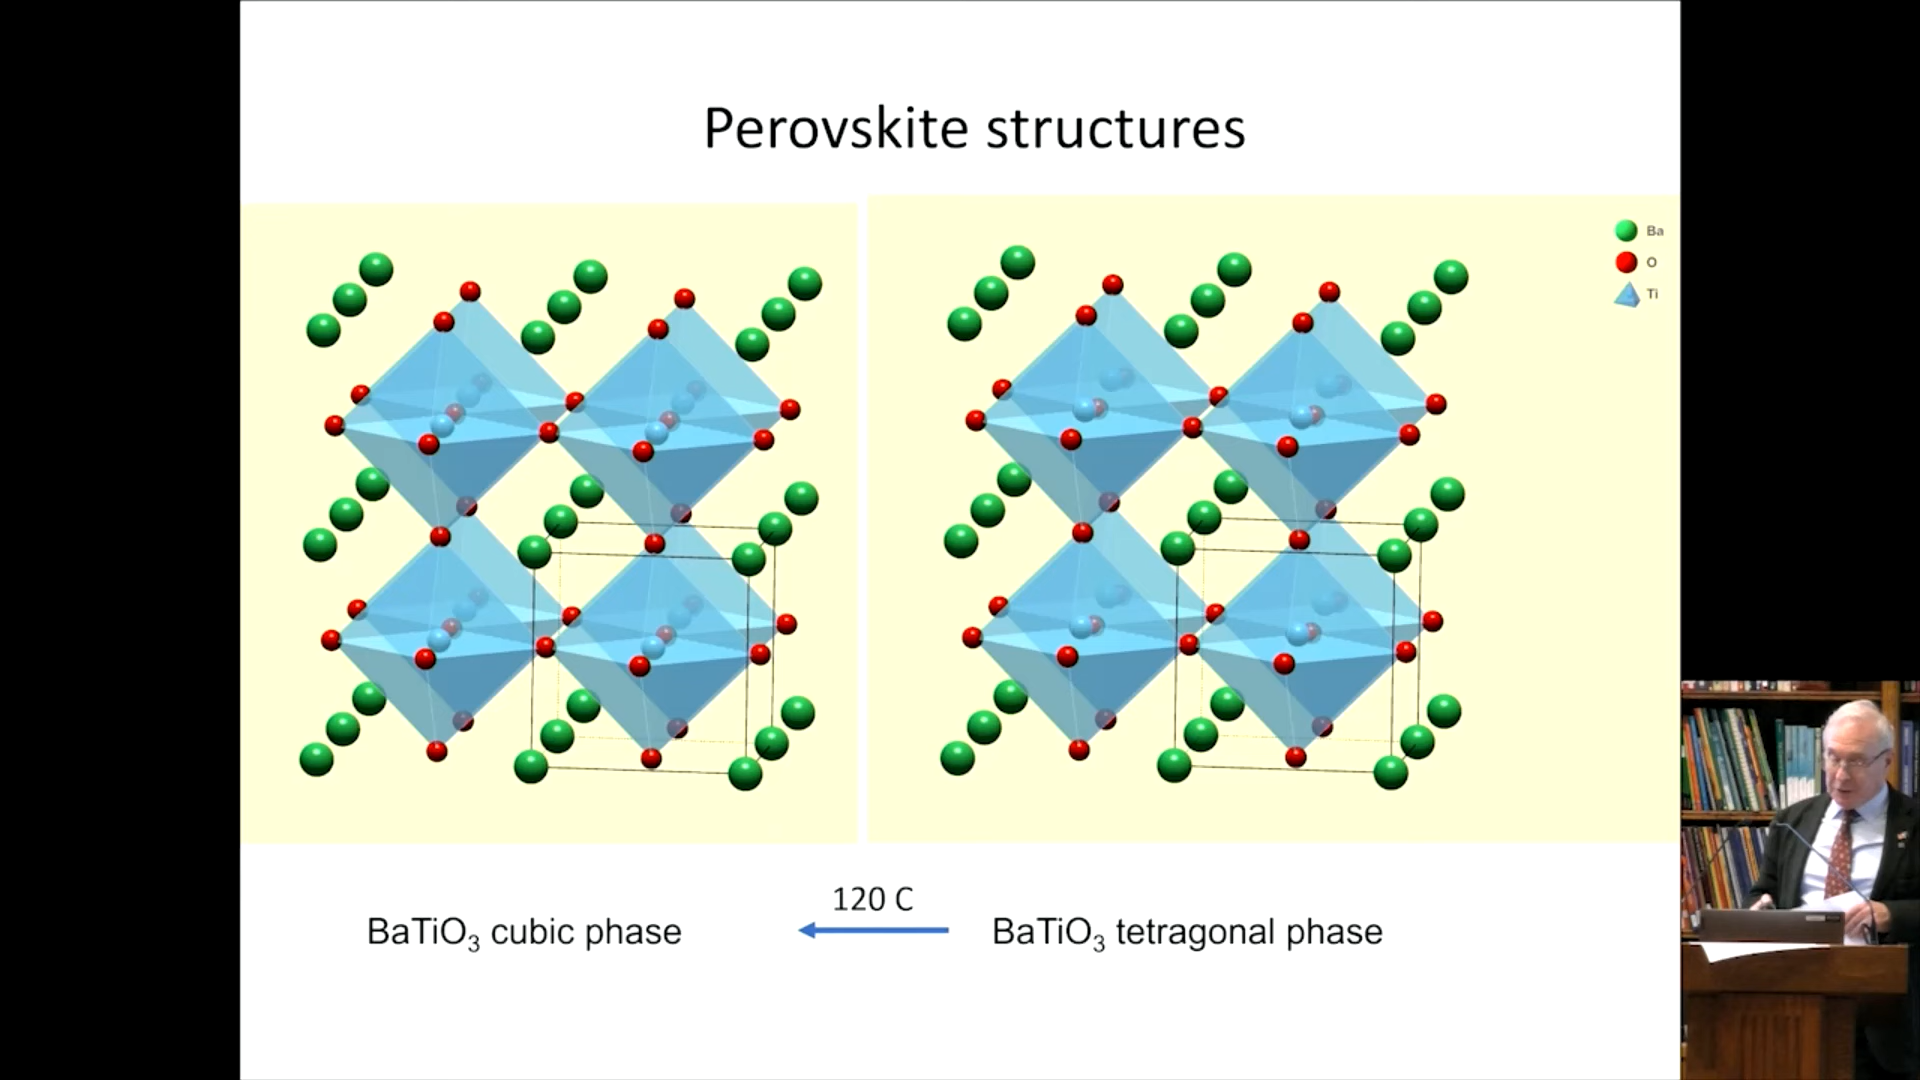 Perovskite structures
Ba
O
Ti
120 C
BaTiO₃ cubic phase
BaTiO₃ tetragonal phase